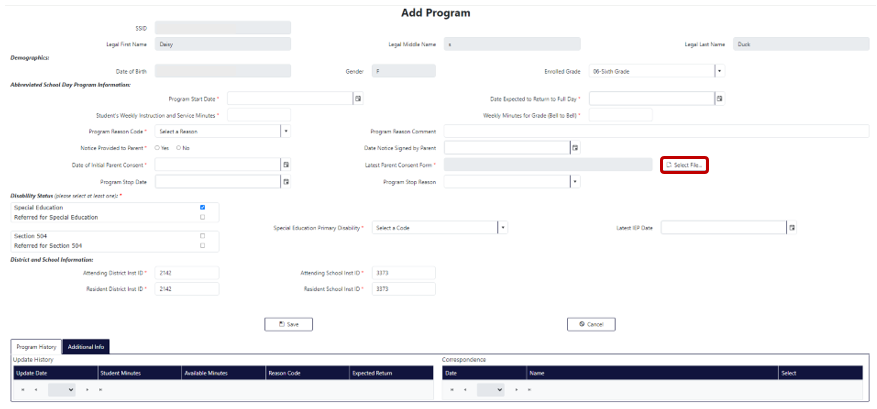 Add Program
SSID
Legal First Name Daisy Legal Middle Name x Legal Last Name Duck
Demographics:
Date of Birth Gender F Enrolled Grade 06-Sixth Grade
Abbreviated School Day Program Information:
Program Start Date * Date Expected to Return to Full Day *
Student's Weekly Instruction and Service Minutes * Weekly Minutes for Grade (Bell to Bell) *
Program Reason Code * Select a Reason Program Reason Comment
Notice Provided to Parent * Yes No Date Notice Signed by Parent
Date of Initial Parent Consent * Latest Parent Consent Form * Select File...
Program Stop Date Program Stop Reason
Disability Status (please select at least one): *
Special Education
Referred for Special Education
Special Education Primary Disability * Select a Code Latest IEP Date
Section 504
Referred for Section 504
District and School Information:
Attending District Inst ID * 2142 Attending School Inst ID * 3373
Resident District Inst ID * 2142 Resident School Inst ID * 3373
Save Cancel
Program History Additional Info
Update History Correspondence
Update Date Student Minutes Available Minutes Reason Code Expected Return Date Name Select